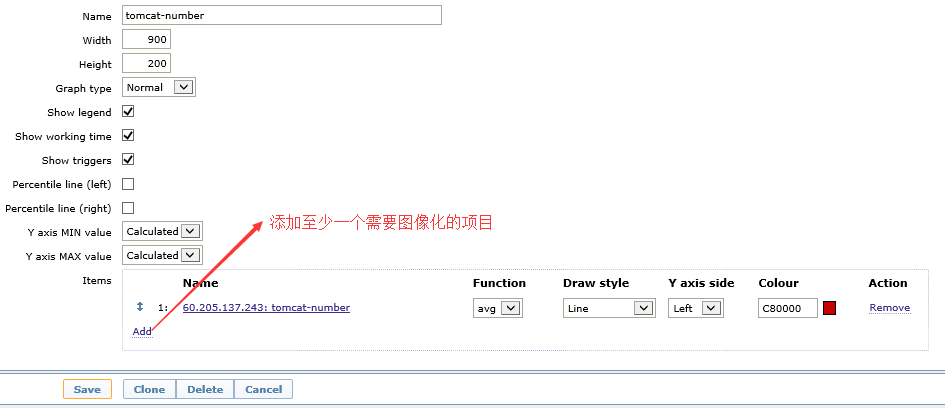 Name tomcat-number
Width 900
Height 200
Graph type Normal
Show legend
Show working time
Show triggers
Percentile line (left)
Percentile line (right)
添加至少一个需要图像化的项目
Y axis MIN value Calculated
Y axis MAX value Calculated
Items Name Function Draw style Y axis side Colour Action
1: 60.205.137.243: tomcat-number avg Line Left C80000 Remove
Add
Save Clone Delete Cancel